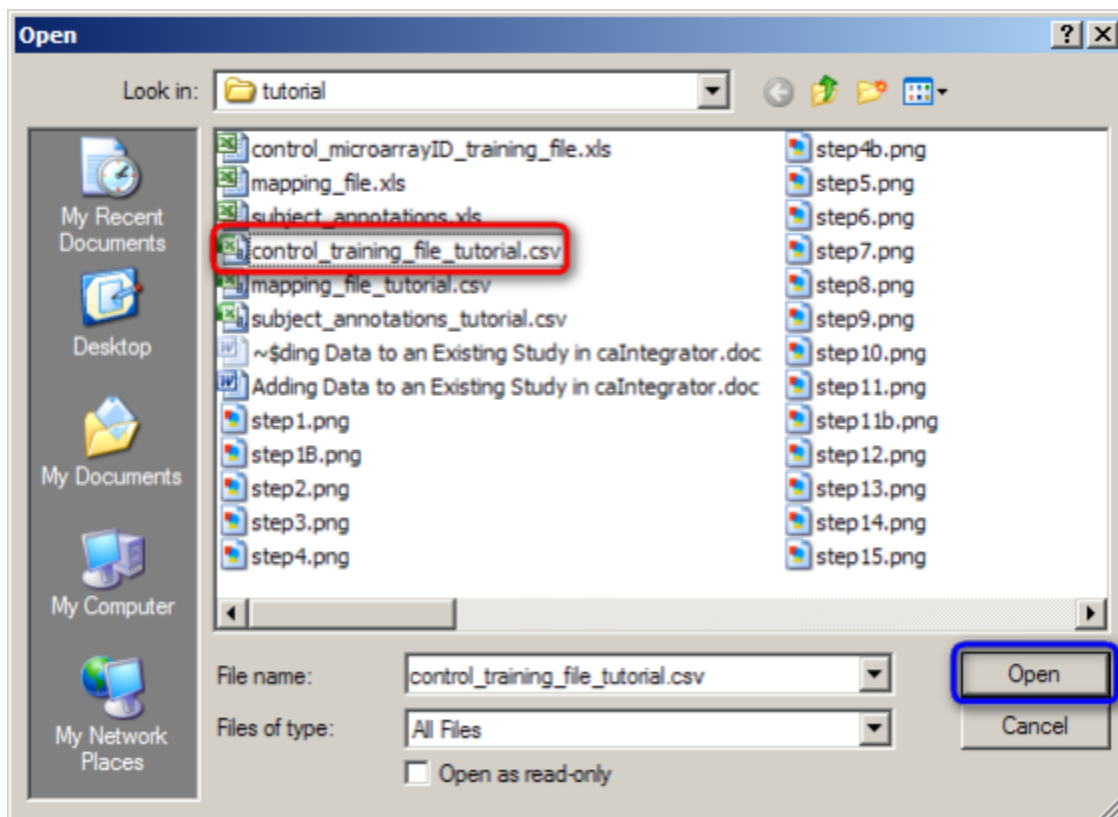 Open
Look in:
tutorial
My Recent
Documents
Desktop
My Documents
My Computer
My Network
Places
control_microarrayID_training_file.xls
mapping_file.xls
subject_annotations.xls
control_training_file_tutorial.csv
mapping_file_tutorial.csv
subject_annotations_tutorial.csv
~$ding Data to an Existing Study in caIntegrator.doc
Adding Data to an Existing Study in caIntegrator.doc
step1.png
step1B.png
step2.png
step3.png
step4.png
step4b.png
step5.png
step6.png
step7.png
step8.png
step9.png
step10.png
step11.png
step11b.png
step12.png
step13.png
step14.png
step15.png
File name:
control_training_file_tutorial.csv
Open
Files of type:
All Files
Cancel
Open as read-only